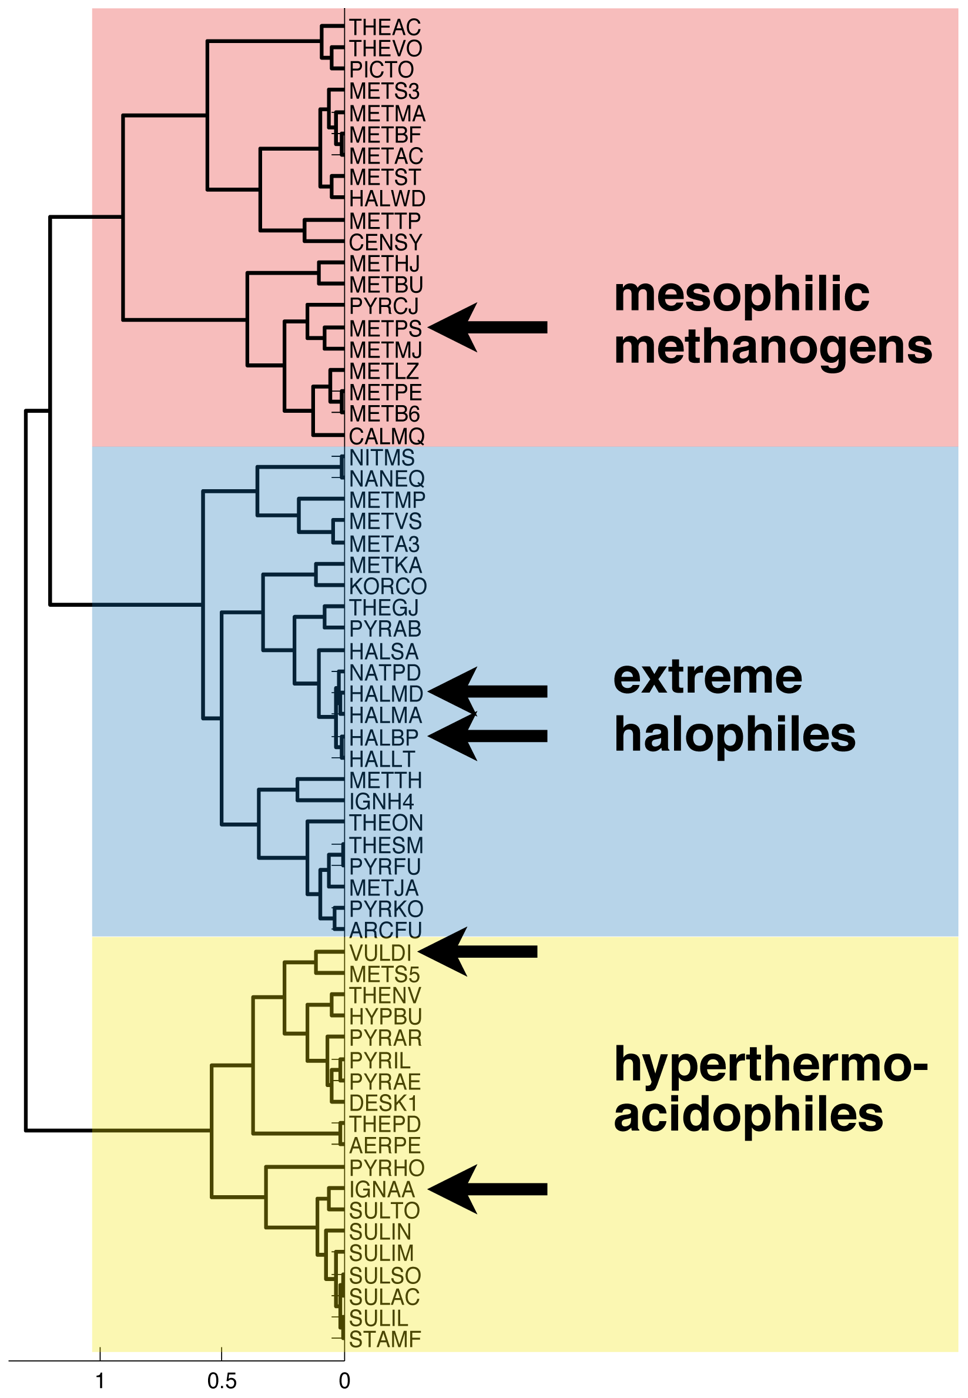 THEAC
THEVO
PICTO
METS3
METMA
METBF
METAC
METST
HALWD
METTP
CENSY
METHJ
METBU
PYRCJ
METPS
METMJ
METLZ
METPE
METB6
CALMQ
mesophilic
methanogens
NITMS
NANEQ
METMP
METVS
META3
METKA
KORCO
THEGJ
PYRAB
HALSA
NATPD
HALMD
HALMA
HALBP
HALLT
METTH
IGNH4
THEON
THESM
PYRFU
METJA
PYRKO
ARCFU
extreme
halophiles
VULDI
METS5
THENV
HYPBU
PYRAR
PYRIL
PYRAE
DESK1
THEPD
AERPE
PYRHO
IGNAA
SULTO
SULIN
SULIM
SULSO
SULAC
SULIL
STAMF
hyperthermo-
acidophiles
1 0.5 0